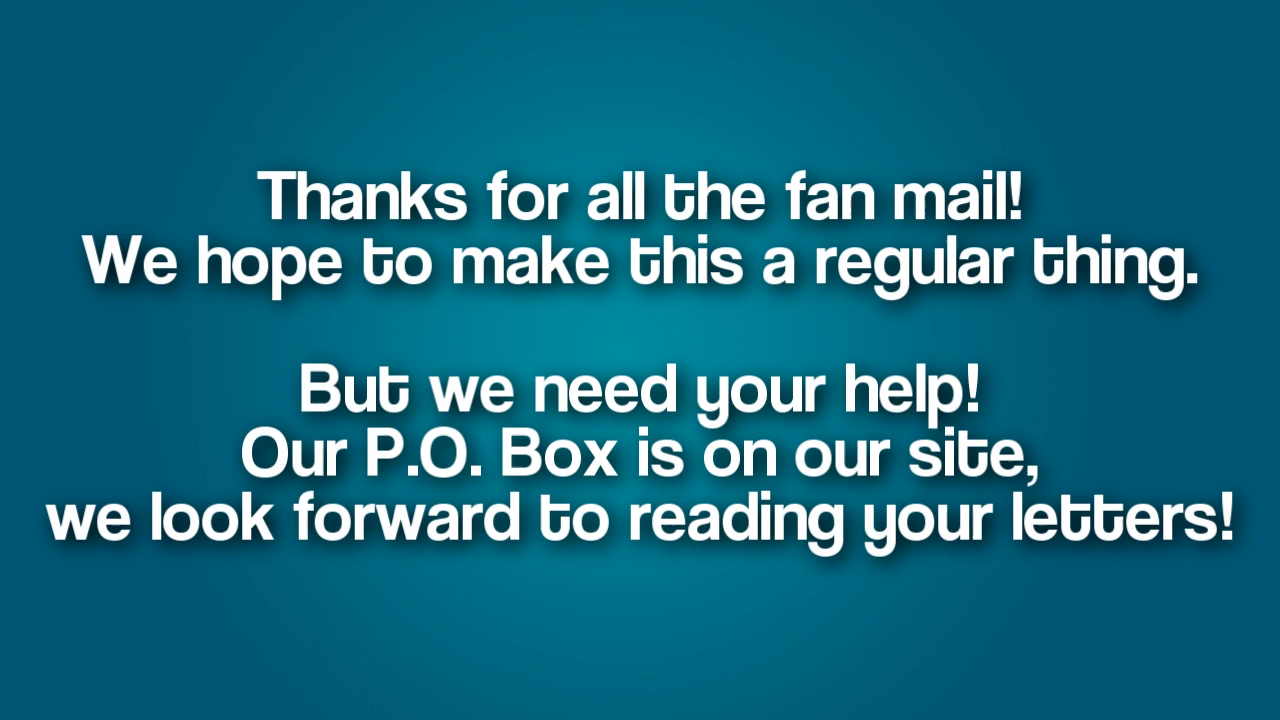 Thanks for all the fan mail!
We hope to make this a regular thing.
But we need your help!
Our P.O. Box is on our site,
we look forward to reading your letters!